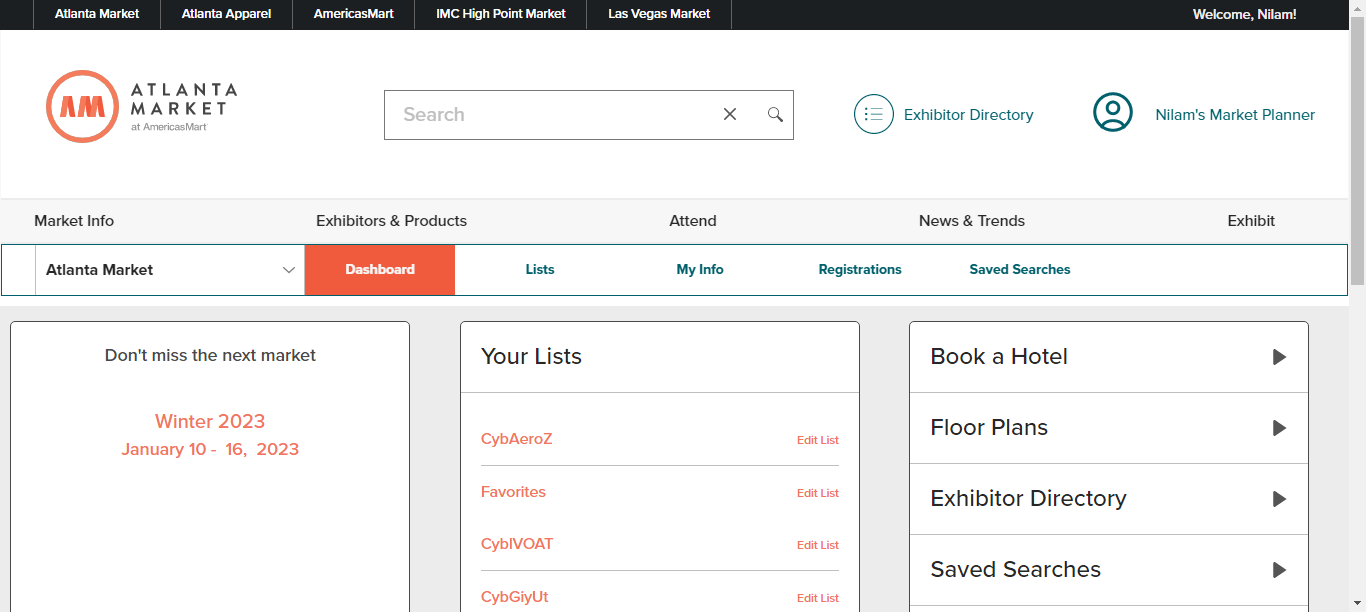 Atlanta Market
Atlanta Apparel
AmericasMart
IMC High Point Market
Las Vegas Market
Welcome, Nilam!
AM
ATLANTA
MARKET
at AmericasMart
Search
Exhibitor Directory
Nilam's Market Planner
Market Info
Exhibitors & Products
Attend
News & Trends
Exhibit
Atlanta Market
Dashboard
Lists
My Info
Registrations
Saved Searches
Don't miss the next market
Winter 2023
January 10 - 16, 2023
Your Lists
CybAeroZ
Edit List
Favorites
Edit List
CybIVOAT
Edit List
CybGiyUt
Edit List
Book a Hotel
Floor Plans
Exhibitor Directory
Saved Searches